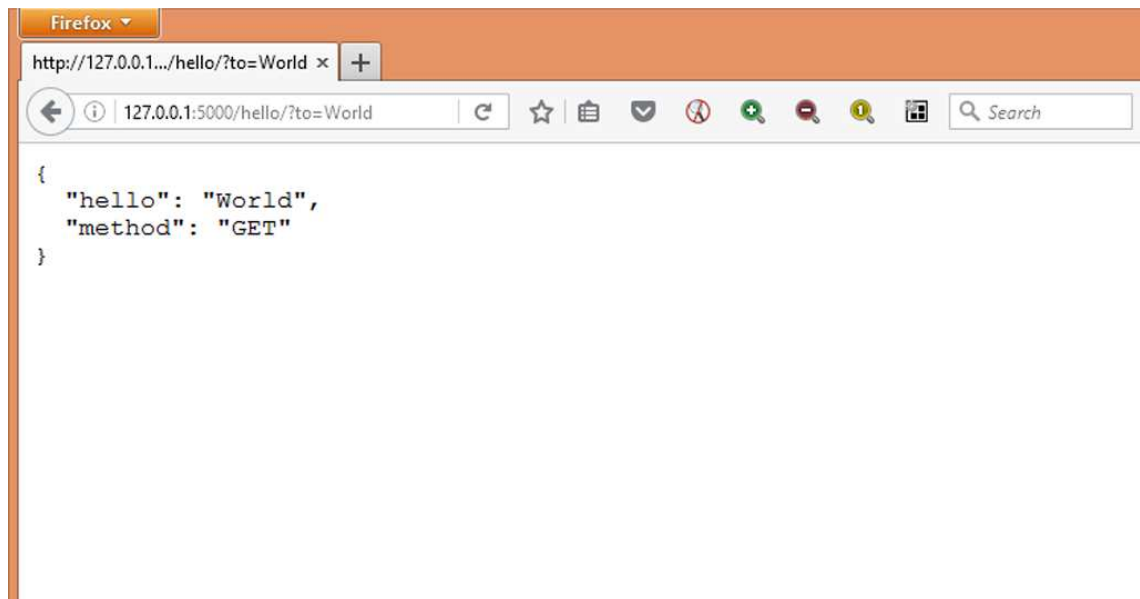 Firefox
http://127.0.0.1.../hello/?to=World
127.0.0.1:5000/hello/?to=World
1
Search
{
"hello": "World",
"method": "GET"
}